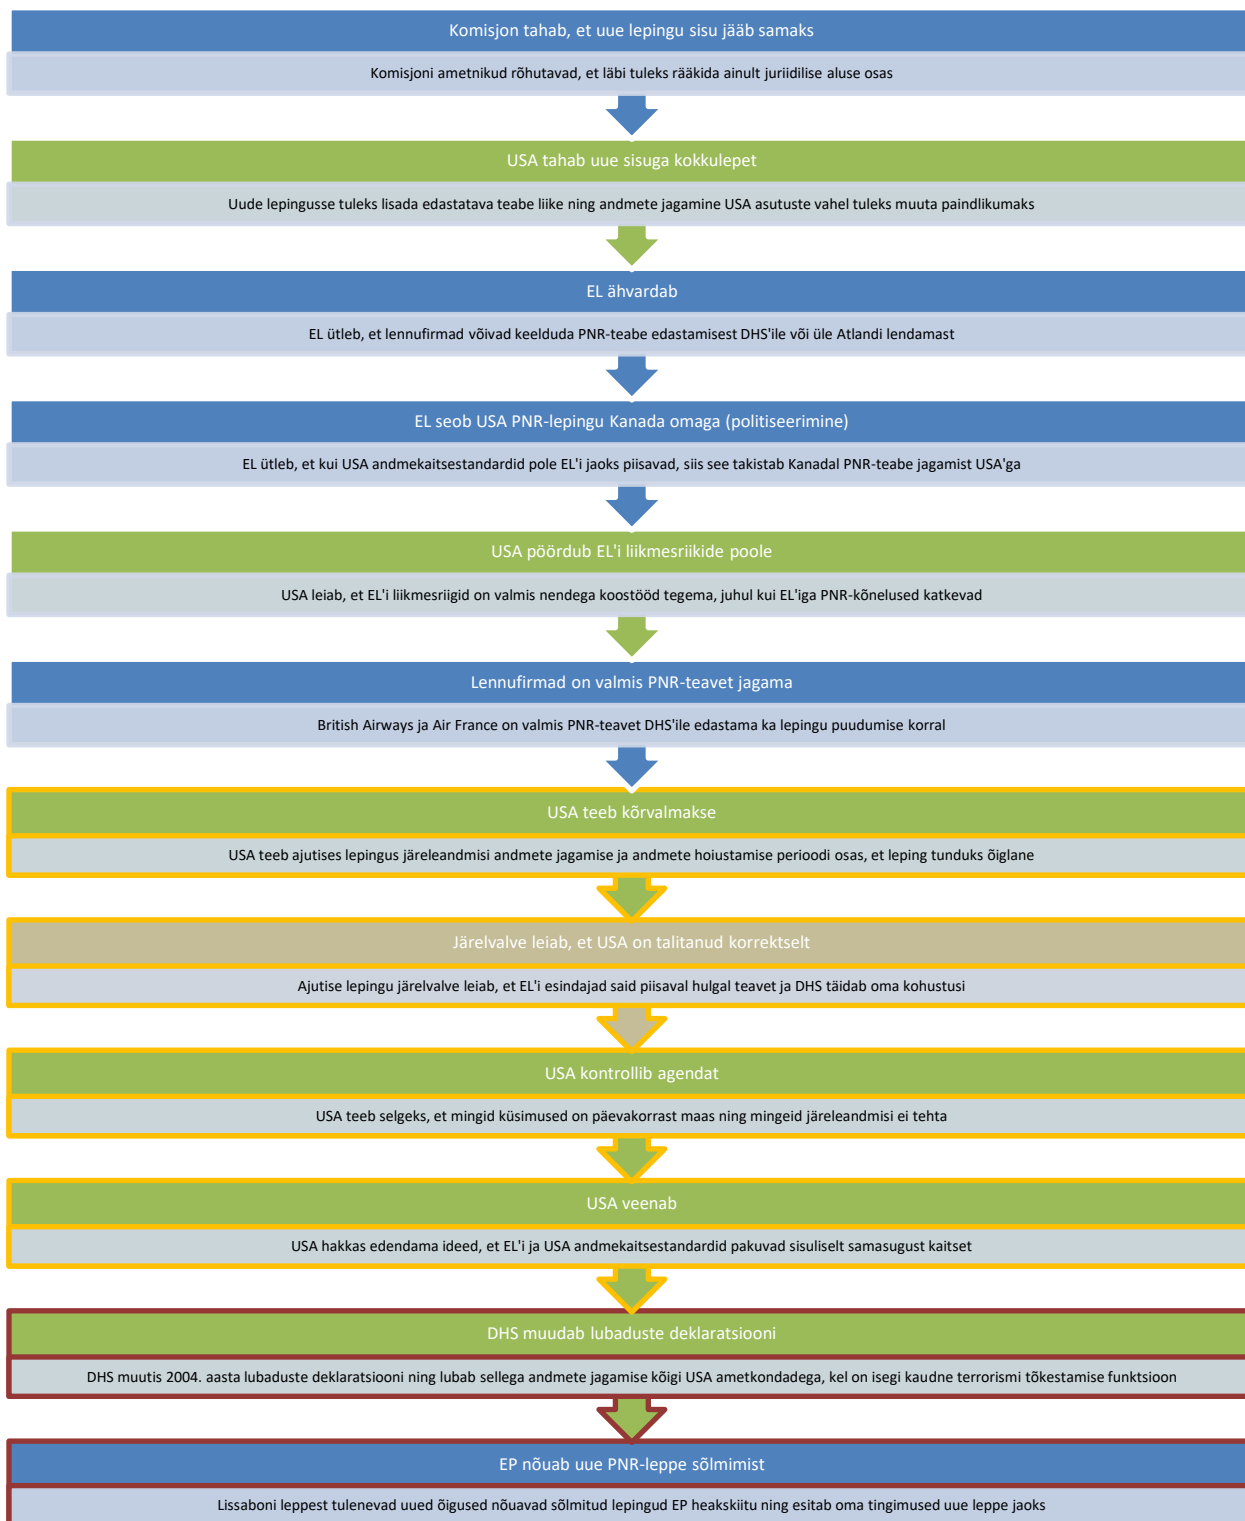 Komisjon tahab, et uue lepingu sisu jääb samaks
Komisjoni ametnikud rõhutavad, et läbi tuleks rääkida ainult juriidilise aluse osas
USA tahab uue sisuga kokkulepet
Uude lepingusse tuleks lisada edastatava teabe liike ning andmete jagamine USA asutuste vahel tuleks muuta paindlikumaks
EL ähvardab
EL ütleb, et lennufirmad võivad keelduda PNR-teabe edastamisest DHS'ile või üle Atlandi lendamast
EL seob USA PNR-lepingu Kanada omaga (politiseerimine)
EL ütleb, et kui USA andmekaitsestandardid pole EL'i jaoks piisavad, siis see takistab Kanadal PNR-teabe jagamist USA'ga
USA pöördub EL'i liikmesriikide poole
USA leiab, et EL'i liikmesriigid on valmis nendega koostööd tegema, juhul kui EL'iga PNR-kõnelused katkevad
Lennufirmad on valmis PNR-teavet jagama
British Airways ja Air France on valmis PNR-teavet DHS'ile edastama ka lepingu puudumise korral
USA teeb kõrvalmakse
USA teeb ajutises lepingus järeleandmisi andmete jagamise ja andmete hoiustamise perioodi osas, et leping tunduks õiglane
Järelvalve leiab, et USA on talitanud korrektselt
Ajutise lepingu järelvalve leiab, et EL'i esindajad said piisaval hulgal teavet ja DHS täidab oma kohustusi
USA kontrollib agendat
USA teeb selgeks, et mingid küsimused on päevakorrast maas ning mingeid järeleandmisi ei tehta
USA veenab
USA hakkas edendama ideed, et EL'i ja USA andmekaitsestandardid pakuvad sisuliselt samasugust kaitset
DHS muudab lubaduste deklaratsiooni
DHS muutis 2004. aasta lubaduste deklaratsiooni ning lubab sellega andmete jagamise kõigi USA ametkondadega, kel on isegi kaudne terrorismi tõkestamise funktsioon
EP nõuab uue PNR-leppe sõlmimist
Lissaboni leppest tulenevad uued õigused nõuavad sõlmitud lepingud EP heakskiitu ning esitab oma tingimused uue leppe jaoks